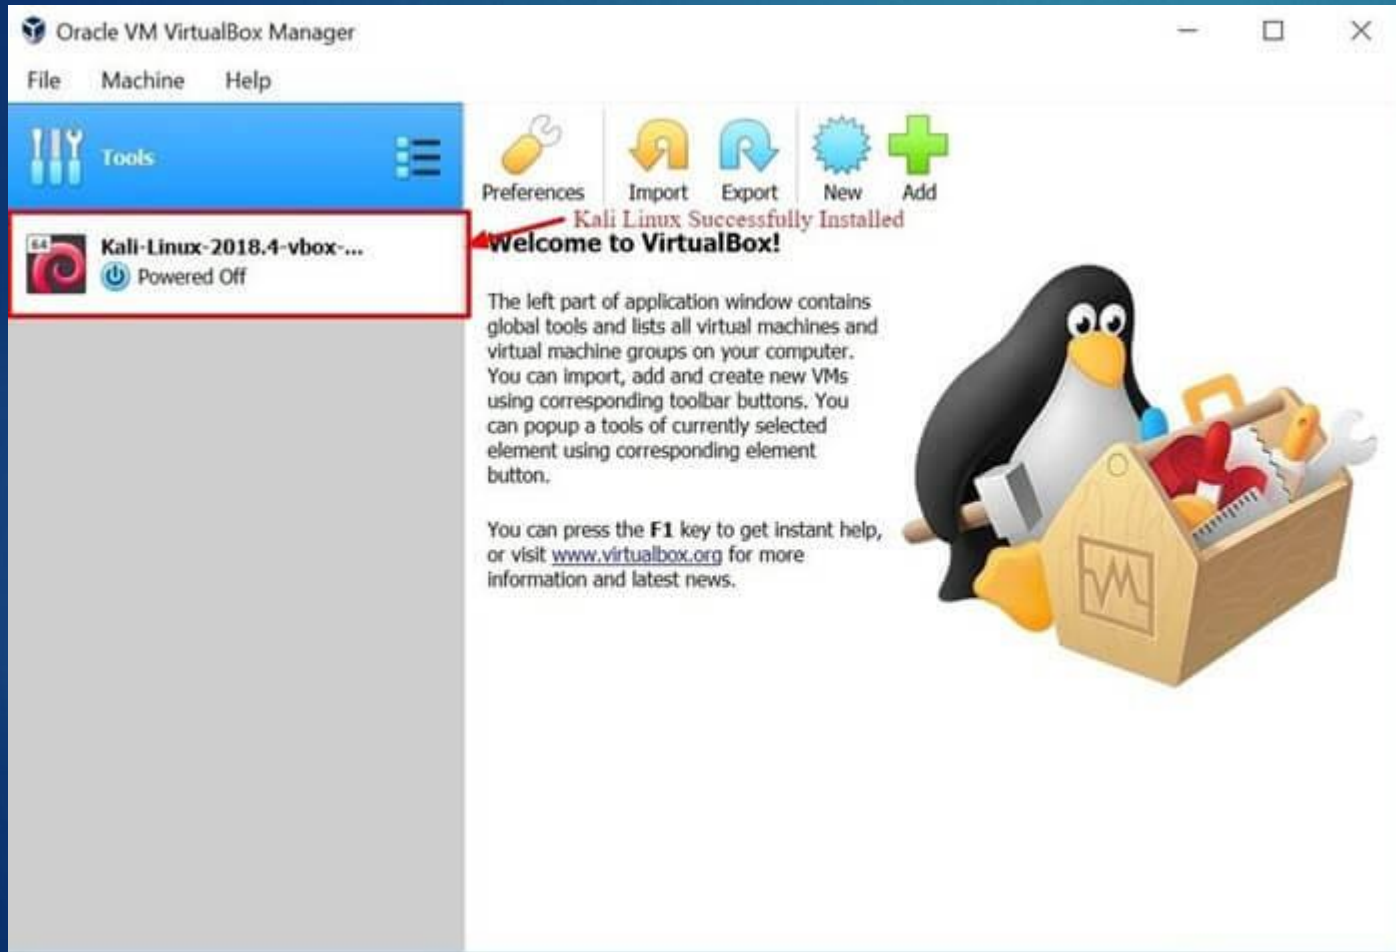 Oracle VM VirtualBox Manager
File Machine Help
Tools
Preferences Import Export New Add
Kali Linux Successfully Installed
64
Kali-Linux-2018.4-vbox-...
Powered Off
Welcome to VirtualBox!
The left part of application window contains
global tools and lists all virtual machines and
virtual machine groups on your computer.
You can import, add and create new VMs
using corresponding toolbar buttons. You
can popup a tools of currently selected
element using corresponding element
button.
You can press the F1 key to get instant help,
or visit www.virtualbox.org for more
information and latest news.
VM